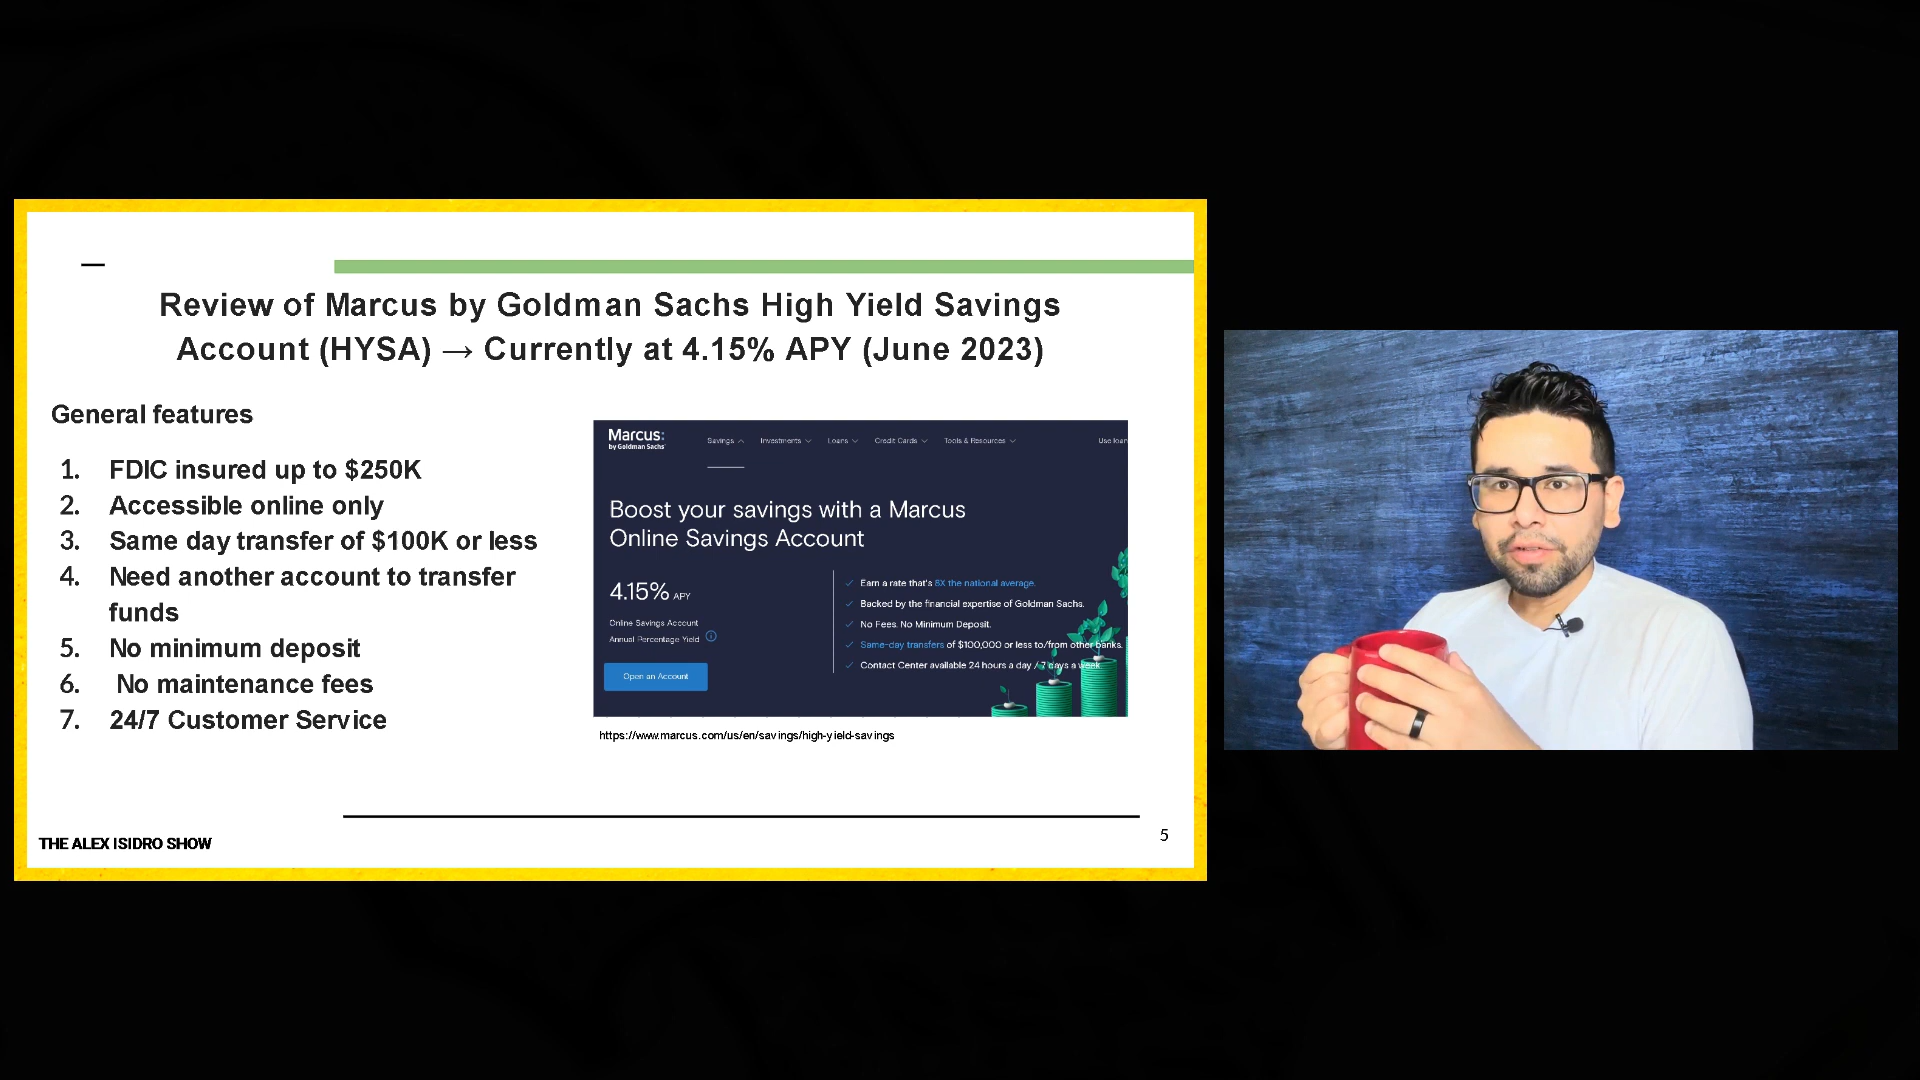 Review of Marcus by Goldman Sachs High Yield Savings
Account (HYSA) → Currently at 4.15% APY (June 2023)
General features
1. FDIC insured up to $250K
2. Accessible online only
3. Same day transfer of $100K or less
4. Need another account to transfer
funds
5. No minimum deposit
6. No maintenance fees
7. 24/7 Customer Service
Marcus:
by Goldman Sachs
Savings Investments Loans Credit Cards Tools & Resources Use loan
Boost your savings with a Marcus
Online Savings Account
4.15% APY
Online Savings Account
Annual Percentage Yield
Open an Account
Earn a rate that's 5X the national average.
Backed by the financial expertise of Goldman Sachs.
No Fees. No Minimum Deposit.
Same-day transfers of $100,000 or less to/from other banks.
Contact Center available 24 hours a day / 7 days a week.
https://www.marcus.com/us/en/savings/high-yield-savings
THE ALEX ISIDRO SHOW
5